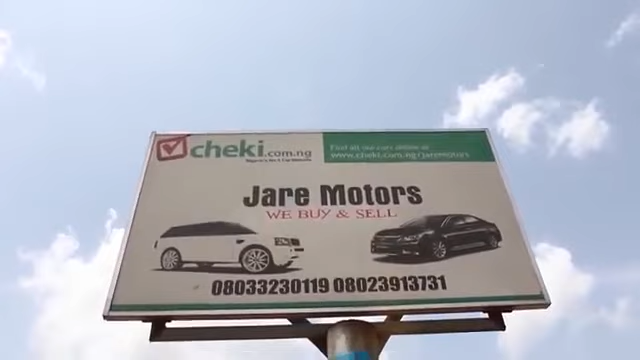 cheki.com.ng
Nigeria's No 1 Car Website
Find all our cars online at
www.cheki.com.ng/jaremotors
Jare Motors
WE BUY & SELL
08033230119 08023913731